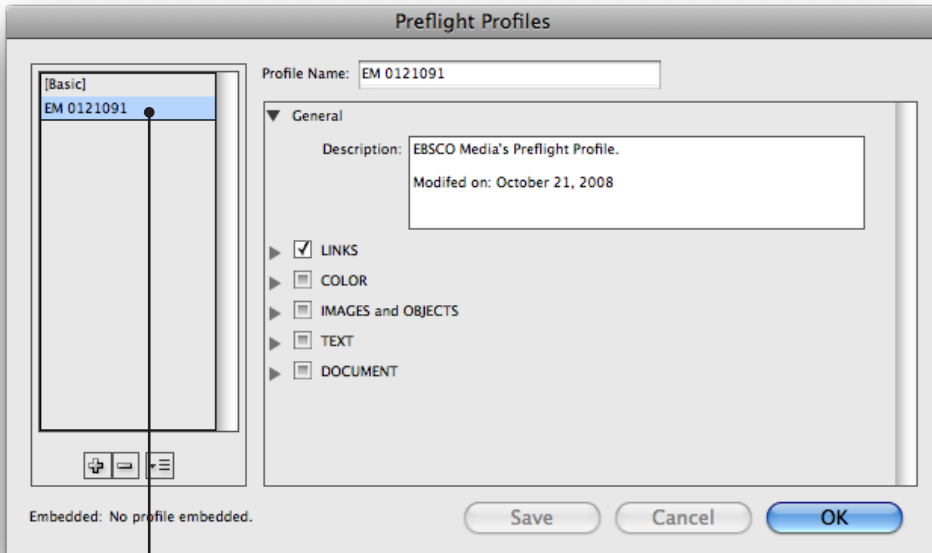 Preflight Profiles
[Basic]
EM 0121091
Profile Name: EM 0121091
General
Description: EBSCO Media's Preflight Profile.
Modifed on: October 21, 2008
LINKS
COLOR
IMAGES and OBJECTS
TEXT
DOCUMENT
Embedded: No profile embedded.
Save
Cancel
OK